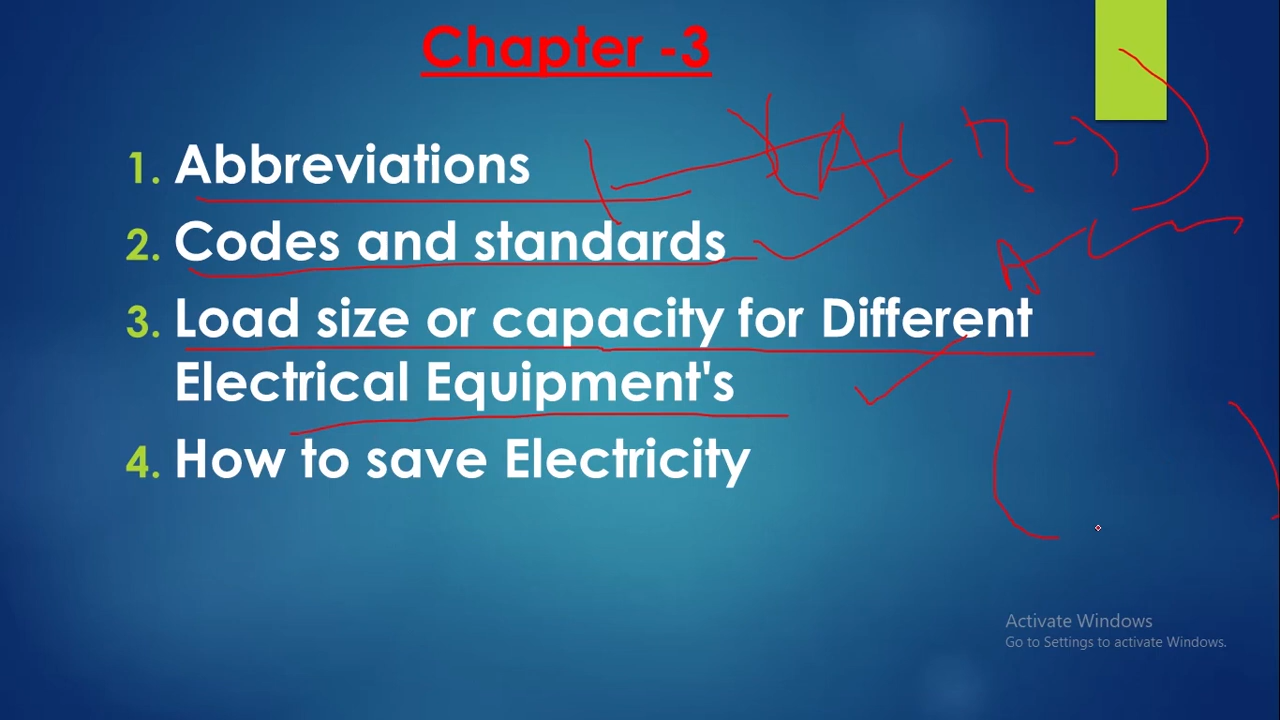 Chapter -3
1. Abbreviations
2. Codes and standards
3. Load size or capacity for Different
Electrical Equipment's
4. How to save Electricity
Activate Windows
Go to Settings to activate Windows.